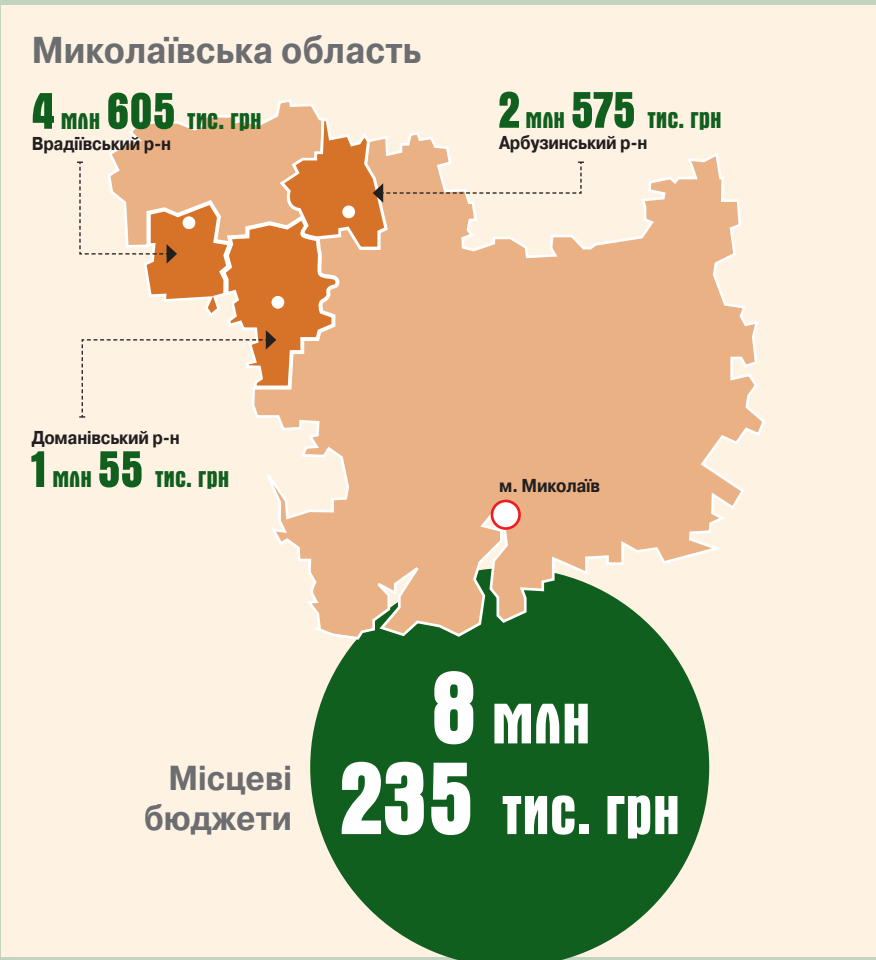 Миколаївська область
4 млн 605 тис. грн
Врадіївський р-н
2 млн 575 тис. грн
Арбузинський р-н
Доманівський р-н
1 млн 55 тис. грн
м. Миколаїв
8 млн
235 тис. грн
Місцеві
бюджети